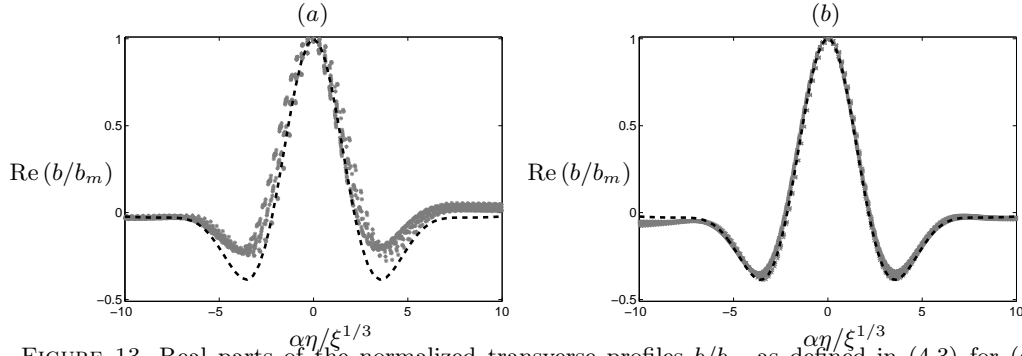 (a) (b)
1 1
0.5 0.5
Re (b/b_m) Re (b/b_m)
0 0
−0.5 −0.5
−10 −5 0 5 10 −10 −5 0 5 10
αη/ξ^{1/3} αη/ξ^{1/3}
FIGURE 13. Real parts of the normalized transverse profiles b/b as defined in (4.3) for (